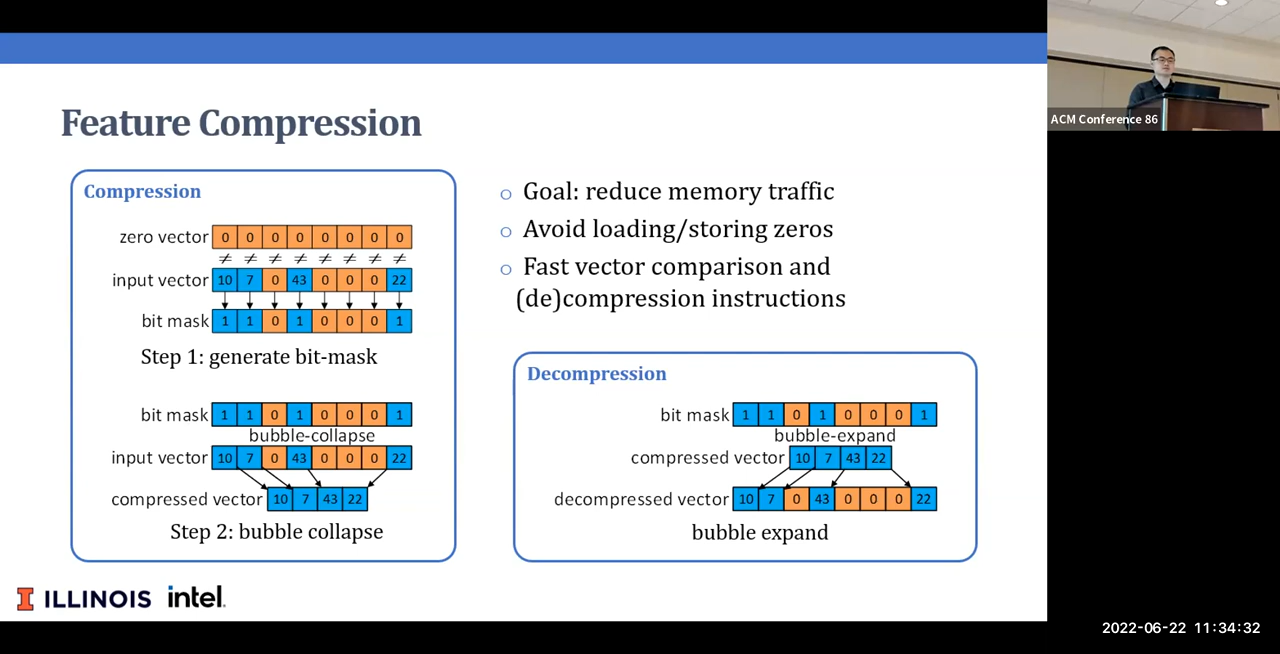 Feature Compression
Compression
zero vector 0 0 0 0 0 0 0 0
≠ ≠ ≠ ≠ ≠ ≠ ≠ ≠
input vector 10 7 0 43 0 0 0 22
bit mask 1 1 0 1 0 0 0 1
Step 1: generate bit-mask
bit mask 1 1 0 1 0 0 0 1
bubble-collapse
input vector 10 7 0 43 0 0 0 22
compressed vector 10 7 43 22
Step 2: bubble collapse
o Goal: reduce memory traffic
o Avoid loading/storing zeros
o Fast vector comparison and
(de)compression instructions
Decompression
bit mask 1 1 0 1 0 0 0 1
bubble-expand
compressed vector 10 7 43 22
decompressed vector 10 7 0 43 0 0 0 22
bubble expand
I ILLINOIS intel.
ACM Conference 86
2022-06-22 11:34:32